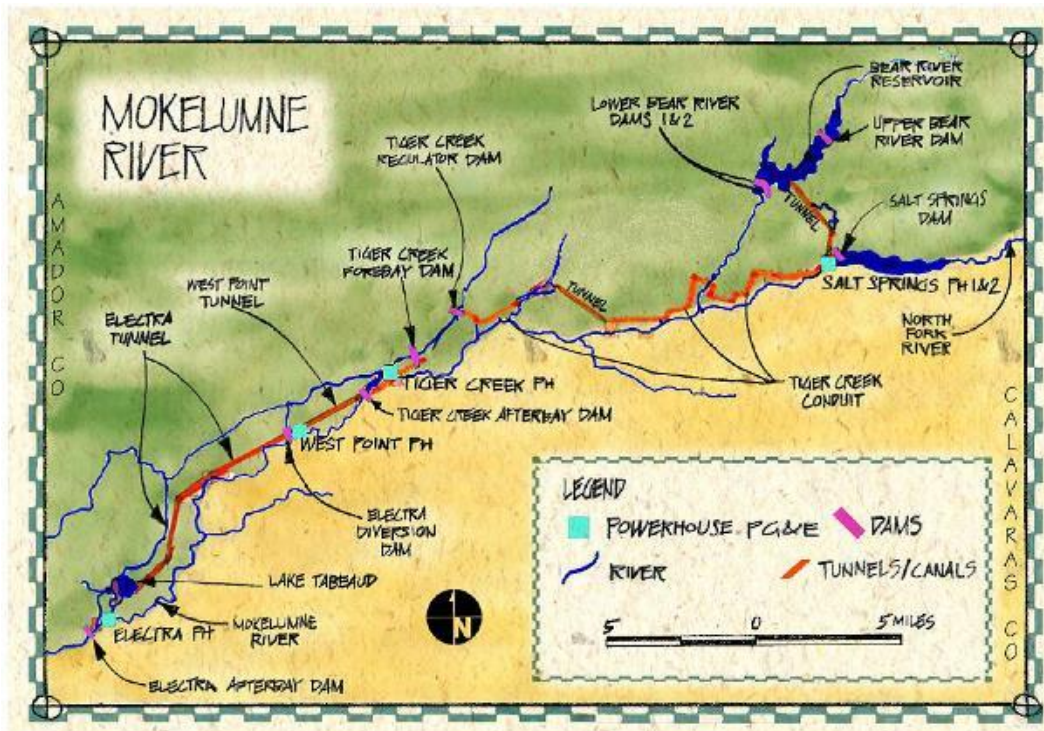 MOKELUMNE
RIVER
BEAR RIVER
RESERVOIR
LOWER BEAR RIVER
DAMS 1&2
UPPER BEAR
RIVER DAM
TIGER CREEK
REGULATOR DAM
TUNNEL
SALT SPRINGS
DAM
AMADOR CO
TIGER CREEK
FOREBAY DAM
WEST POINT
TUNNEL
TUNNEL
SALT SPRINGS PH 1&2
ELECTRA
TUNNEL
NORTH
FORK
RIVER
TIGER CREEK PH
TIGER CREEK
CONDUIT
TIGER CREEK AFTERBAY DAM
WEST POINT PH
CALAVARAS CO
ELECTRA
DIVERSION
DAM
LAKE TABEAUD
ELECTRA PH
MOKELUMNE
RIVER
ELECTRA AFTERBAY DAM
N
LEGEND
POWERHOUSE PG&E
DAMS
RIVER
TUNNELS/CANALS
5 0 5 MILES